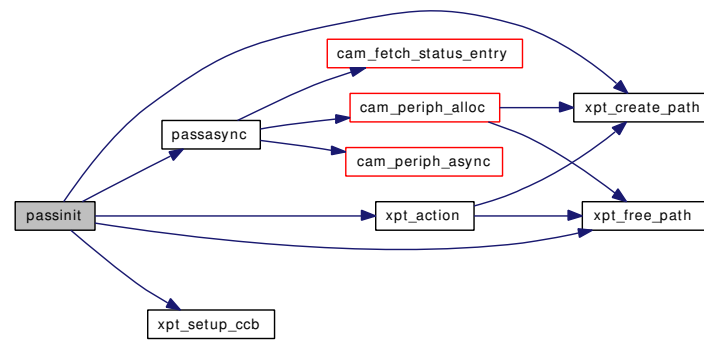 cam_fetch_status_entry
cam_periph_alloc
xpt_create_path
passasync
cam_periph_async
passinit
xpt_action
xpt_free_path
xpt_setup_ccb